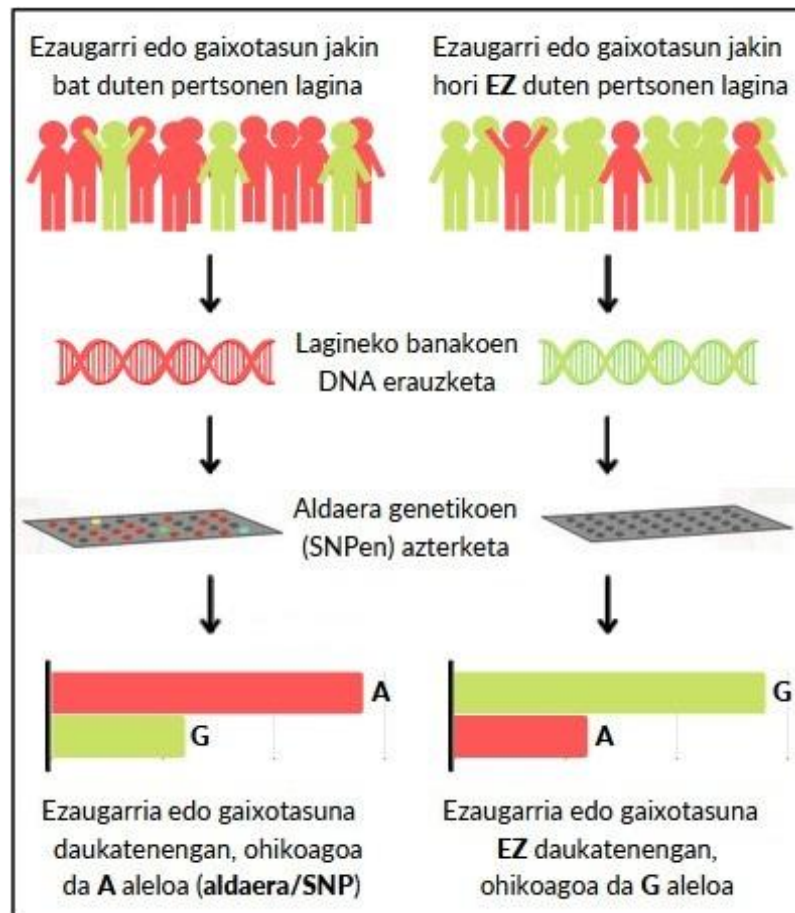 Ezaugarri edo gaixotasun jakin
bat duten pertsonen lagina
Ezaugarri edo gaixotasun jakin
hori EZ duten pertsonen lagina
Lagineko banakoen
DNA erauzketa
Aldaera genetikoen
(SNPen) azterketa
A
G
G
A
Ezaugarria edo gaixotasuna
daukatenengan, ohikoagoa
da A aleloa (aldaera/SNP)
Ezaugarria edo gaixotasuna
EZ daukatenengan,
ohikoagoa da G aleloa